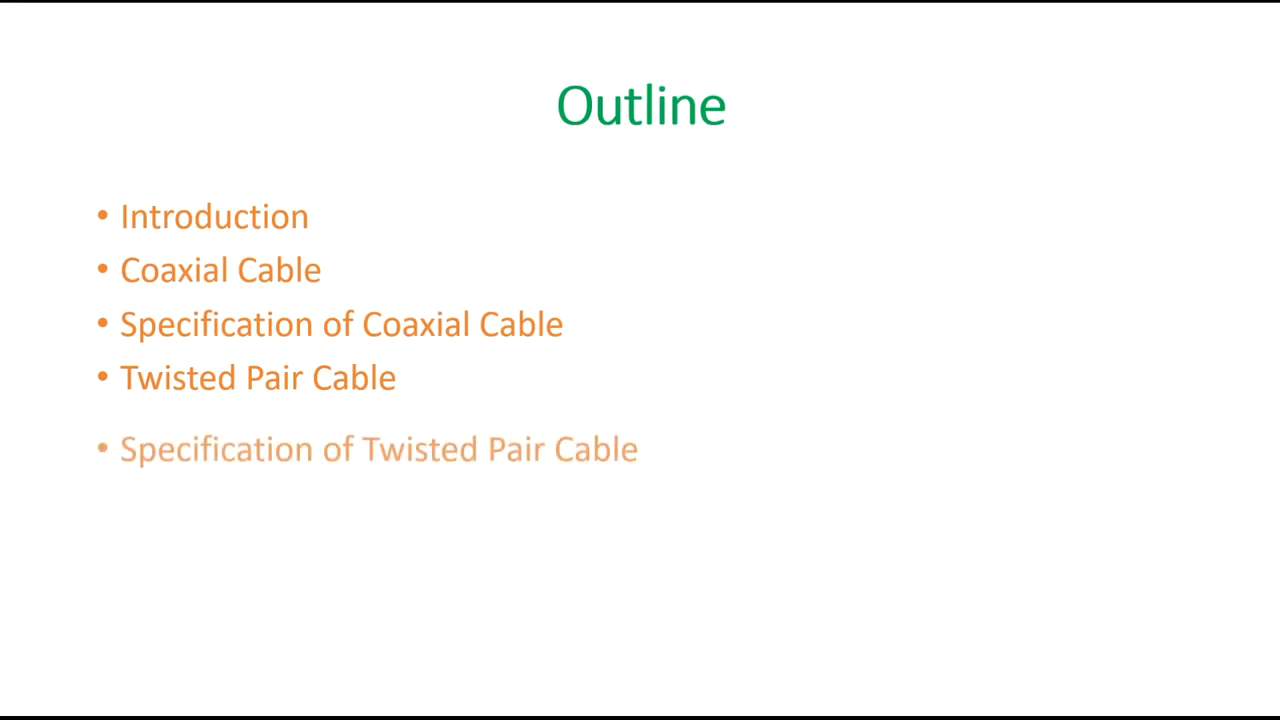 Outline
• Introduction
• Coaxial Cable
• Specification of Coaxial Cable
• Twisted Pair Cable
• Specification of Twisted Pair Cable